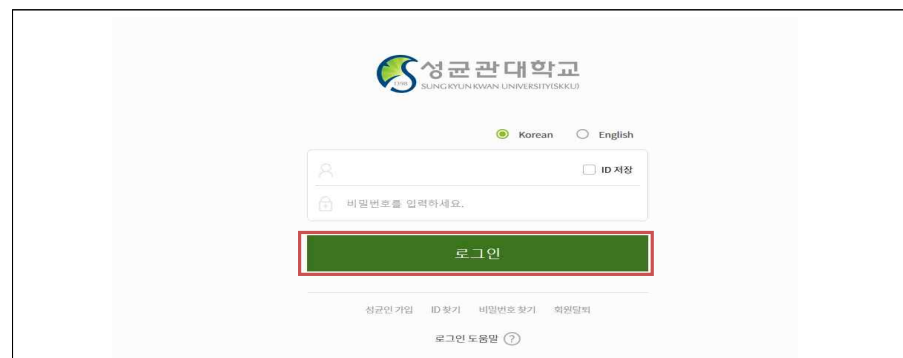 성균관대학교
SUNGKYUNKWAN UNIVERSITY(SKKU)
Korean English
ID 저장
비밀번호를 입력하세요.
로그인
성균인 가입 ID 찾기 비밀번호 찾기 회원탈퇴
로그인 도움말 ?